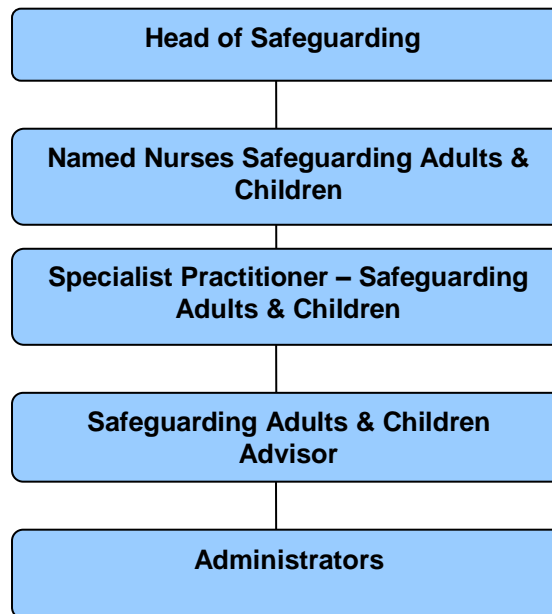 Head of Safeguarding
Named Nurses Safeguarding Adults &
Children
Specialist Practitioner – Safeguarding
Adults & Children
Safeguarding Adults & Children
Advisor
Administrators